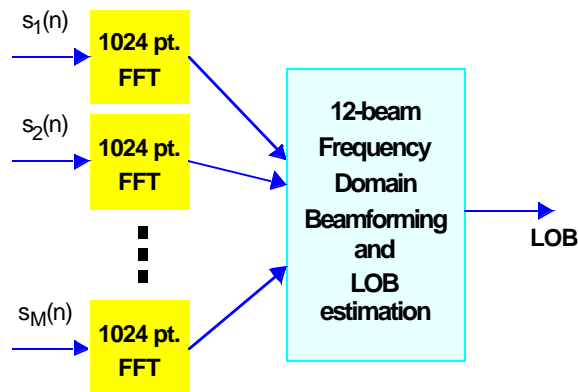 s1(n)
1024 pt.
FFT
s2(n)
1024 pt.
FFT
sM(n)
1024 pt.
FFT
12-beam
Frequency
Domain
Beamforming
and
LOB
estimation
LOB